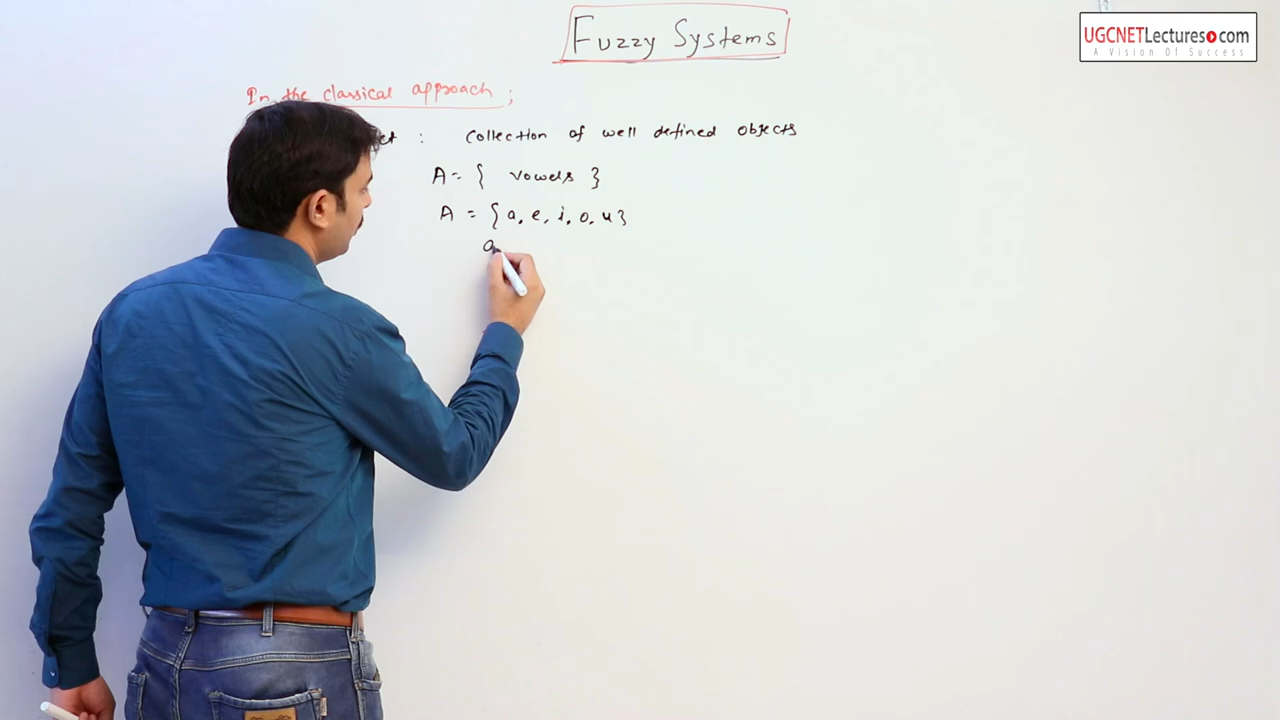 Fuzzy Systems
UGCNETLectures.com
A Vision Of Success
In the classical approach ;
: Collection of well defined objects
A = { vowels }
A = { a, e, i, o, u }
a